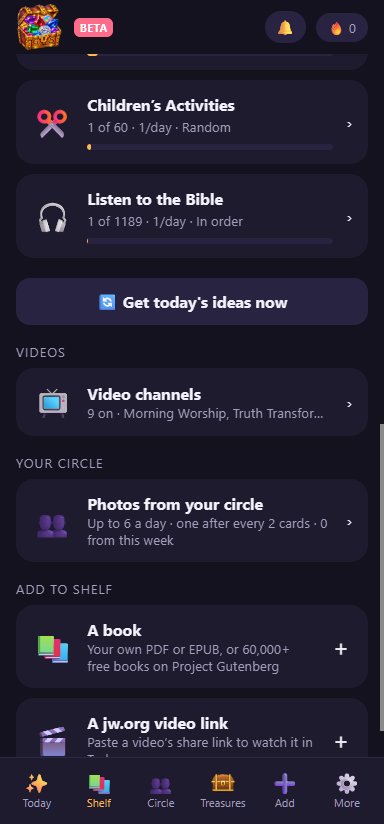 BETA
0
Children's Activities
1 of 60 · 1/day · Random
Listen to the Bible
1 of 1189 · 1/day · In order
Get today's ideas now
VIDEOS
Video channels
9 on · Morning Worship, Truth Transfor...
YOUR CIRCLE
Photos from your circle
Up to 6 a day · one after every 2 cards · 0
from this week
ADD TO SHELF
A book
Your own PDF or EPUB, or 60,000+
free books on Project Gutenberg
A jw.org video link
Paste a video's share link to watch it in
Today
Shelf
Circle
Treasures
Add
More